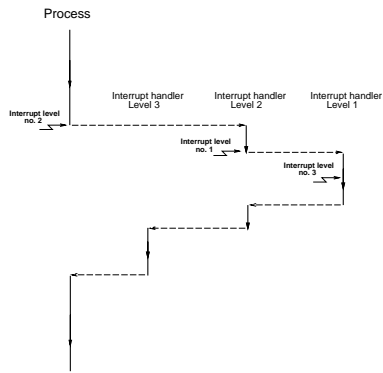 Process
Interrupt handler
Level 3
Interrupt handler
Level 2
Interrupt handler
Level 1
Interrupt level
no. 2
Interrupt level
no. 1
Interrupt level
no. 3